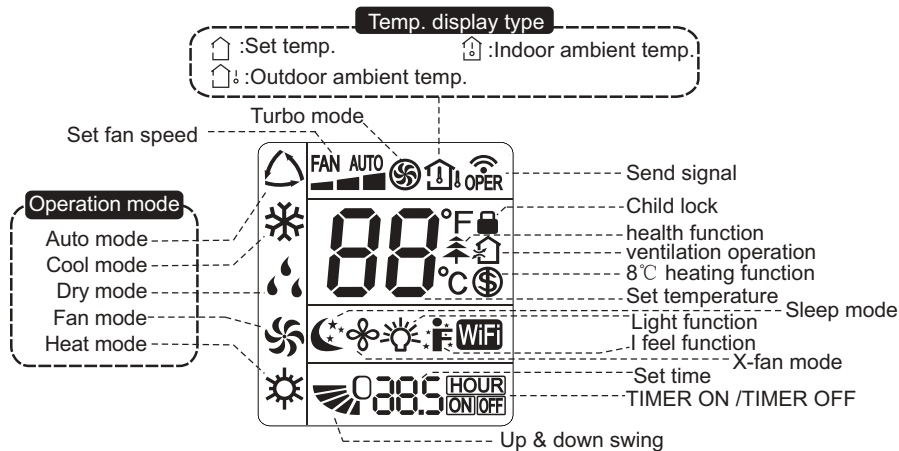 Temp. display type
:Set temp. :Indoor ambient temp.
:Outdoor ambient temp.
Turbo mode
Set fan speed
FAN AUTO
OPER
Send signal
Operation mode
Auto mode
Cool mode
Dry mode
Fan mode
Heat mode
88 °F
°C
Child lock
health function
ventilation operation
8℃ heating function
Set temperature
Sleep mode
Light function
I feel function
WiFi
X-fan mode
Set time
038.5 HOUR
ON OFF
TIMER ON /TIMER OFF
Up & down swing